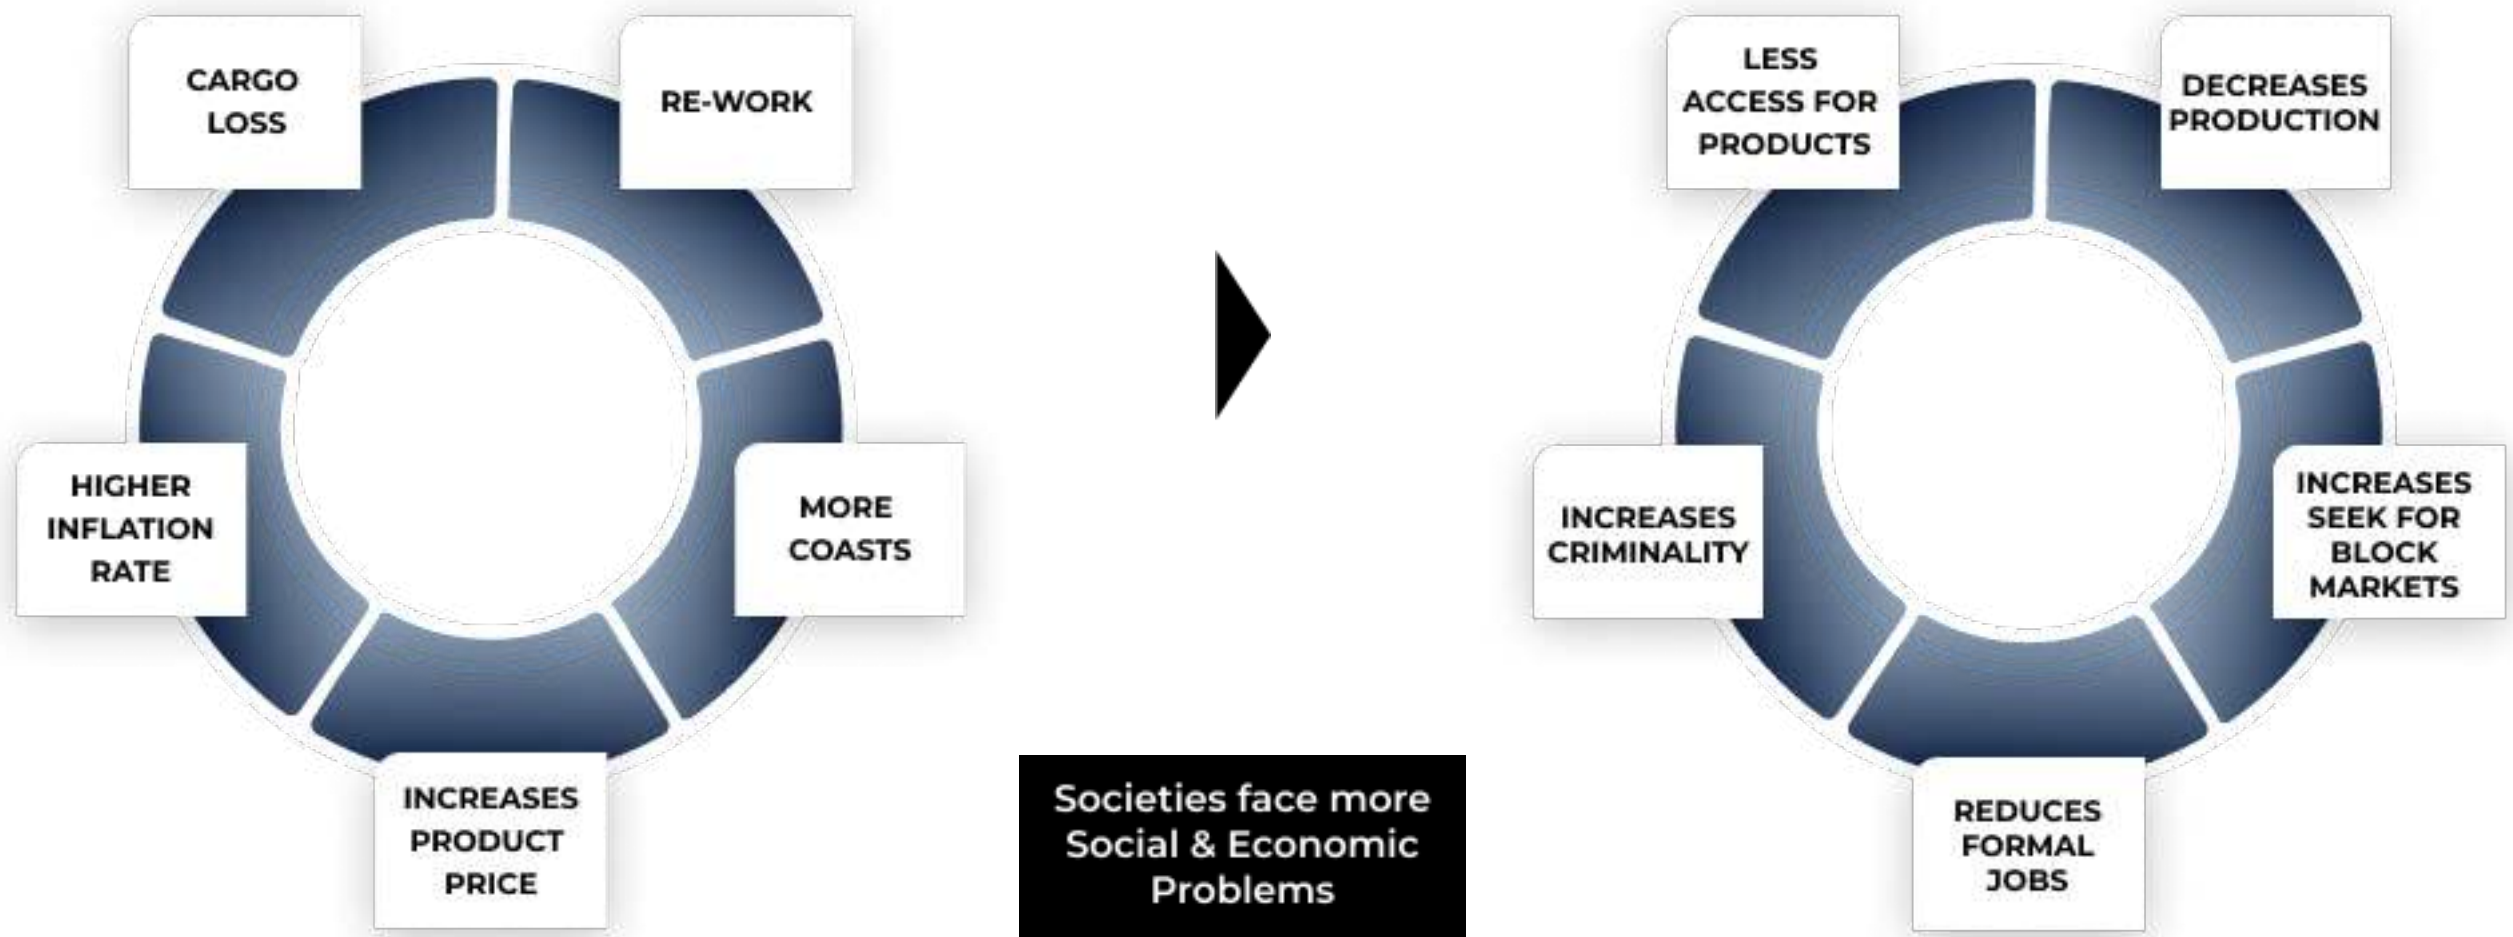 CARGO
LOSS
RE-WORK
MORE
COASTS
INCREASES
PRODUCT
PRICE
HIGHER
INFLATION
RATE
Societies face more
Social & Economic
Problems
LESS
ACCESS FOR
PRODUCTS
DECREASES
PRODUCTION
INCREASES
SEEK FOR
BLOCK
MARKETS
REDUCES
FORMAL
JOBS
INCREASES
CRIMINALITY